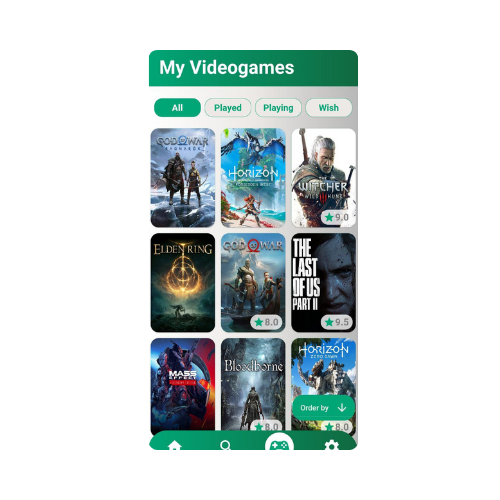 My Videogames
All Played Playing Wish
GOD OF WAR
RAGNARÖK
HORIZON
FORBIDDEN WEST
THE
WITCHER
WILD HUNT
9.0
ELDEN RING
GOD OF WAR
8.0
THE
LAST
OF US
PART II
9.5
MASS
EFFECT
Bloodborne
8.0
HORIZON
ZERO DAWN
Order by
8.0